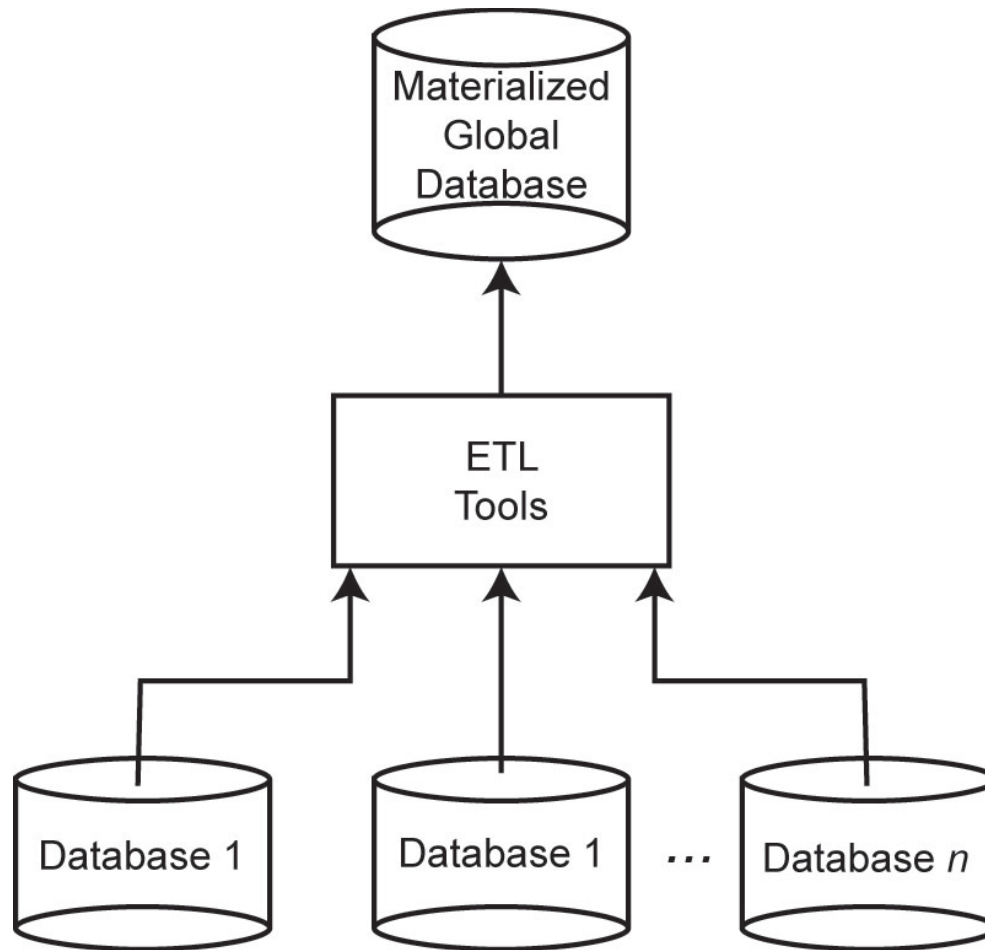 Materialized
Global
Database
ETL
Tools
Database 1
Database 1
...
Database n